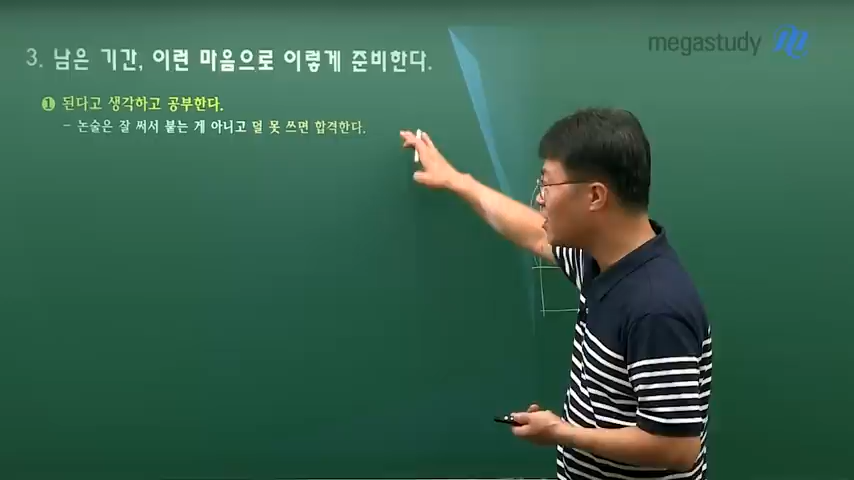 megastudy
3. 남은 기간, 이런 마음으로 이렇게 준비한다.
❶ 된다고 생각하고 공부한다.
- 논술은 잘 써서 붙는 게 아니고 덜 못 쓰면 합격한다.